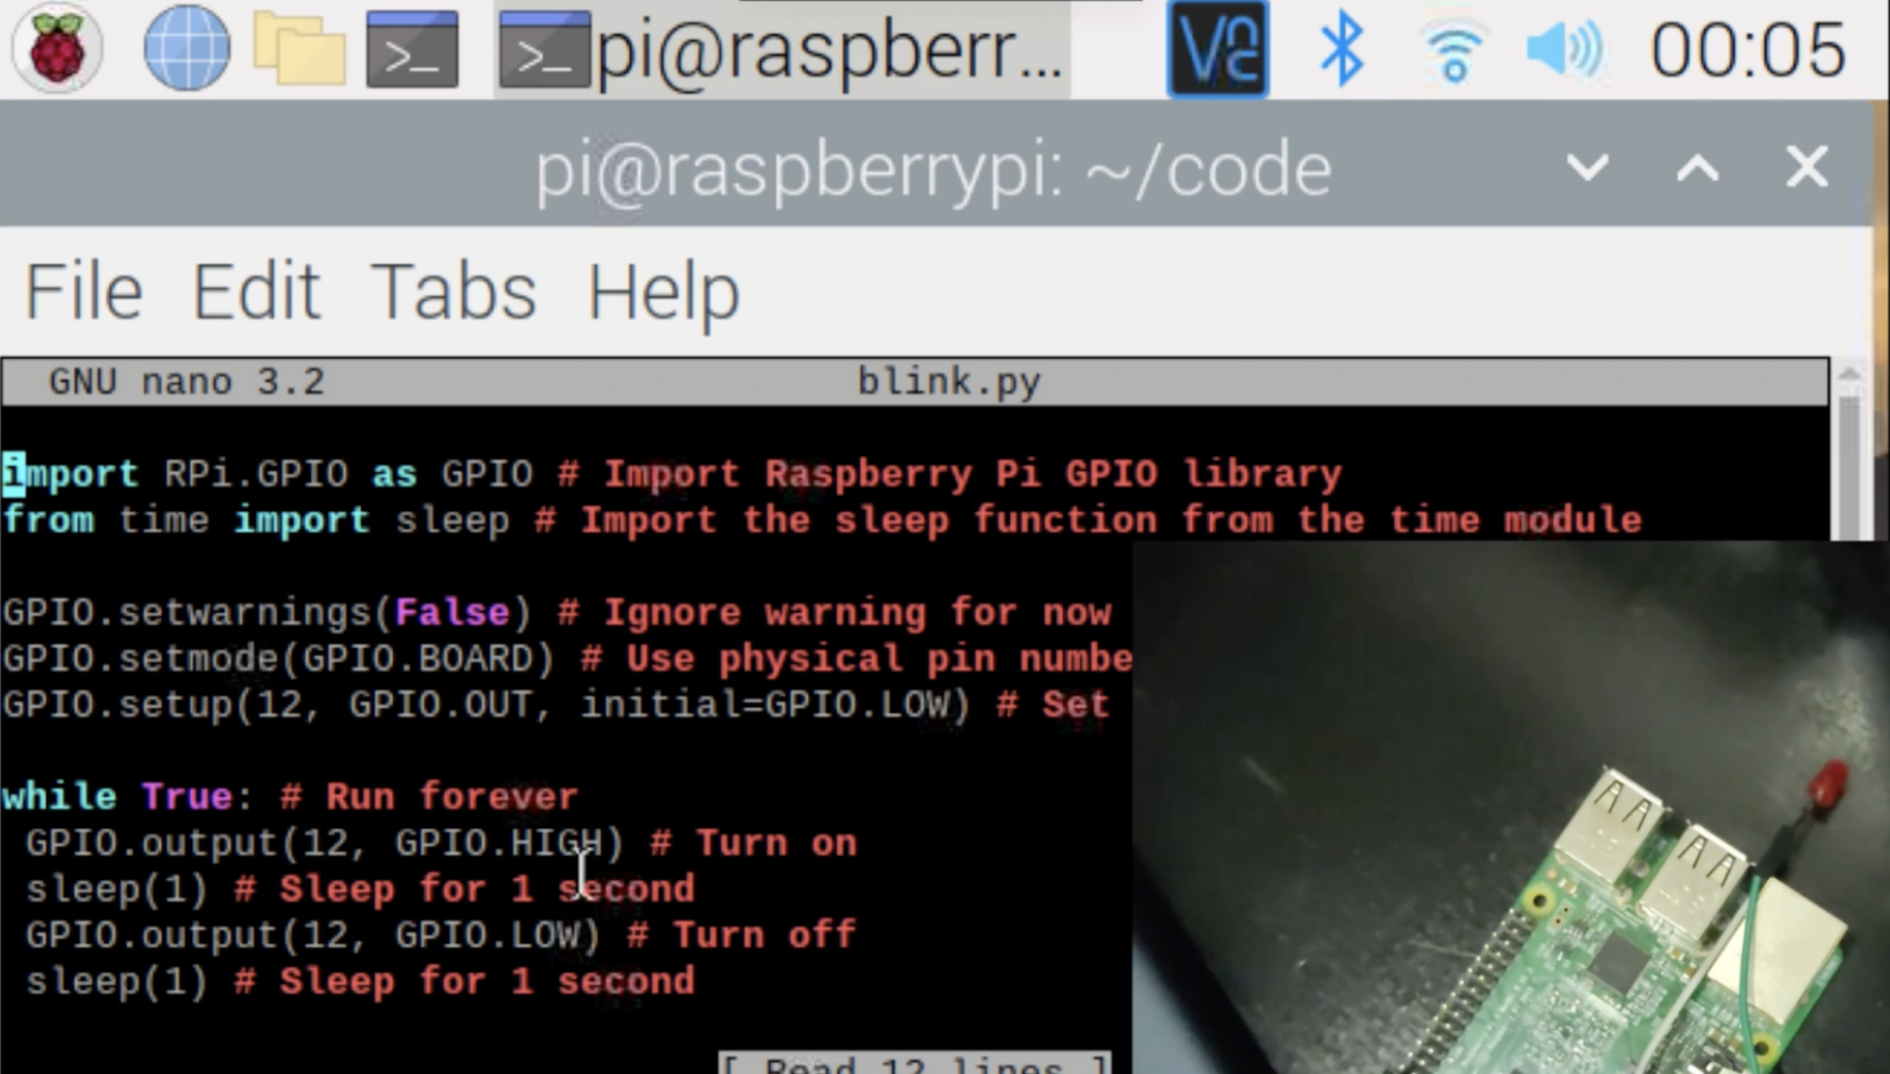 pi@raspberr...
V2
00:05
pi@raspberrypi: ~/code
File Edit Tabs Help
GNU nano 3.2 blink.py
import RPi.GPIO as GPIO # Import Raspberry Pi GPIO library
from time import sleep # Import the sleep function from the time module
GPIO.setwarnings(False) # Ignore warning for now
GPIO.setmode(GPIO.BOARD) # Use physical pin numbe
GPIO.setup(12, GPIO.OUT, initial=GPIO.LOW) # Set
while True: # Run forever
GPIO.output(12, GPIO.HIGH) # Turn on
sleep(1) # Sleep for 1 second
GPIO.output(12, GPIO.LOW) # Turn off
sleep(1) # Sleep for 1 second
[ Read 12 lines ]